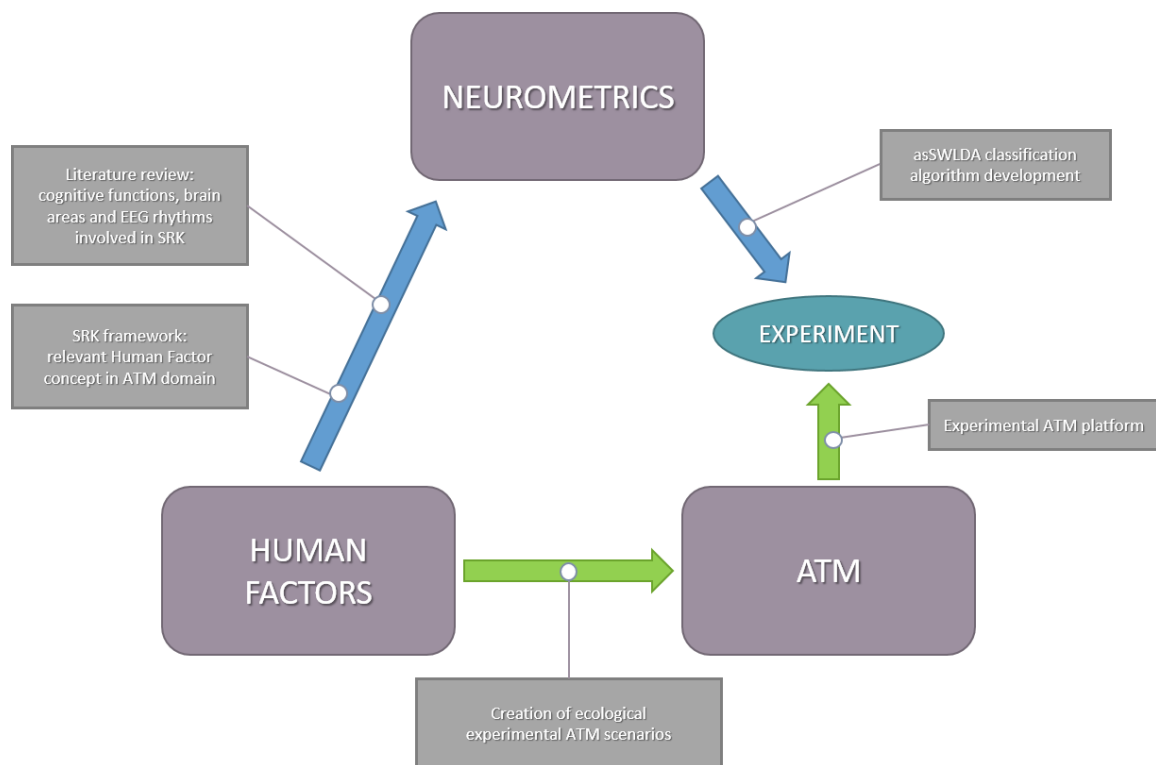 NEUROMETRICS
Literature review:
cognitive functions, brain
areas and EEG rhythms
involved in SRK
asSWLDA classification
algorithm development
SRK framework:
relevant Human Factor
concept in ATM domain
EXPERIMENT
Experimental ATM platform
HUMAN
FACTORS
ATM
Creation of ecological
experimental ATM scenarios